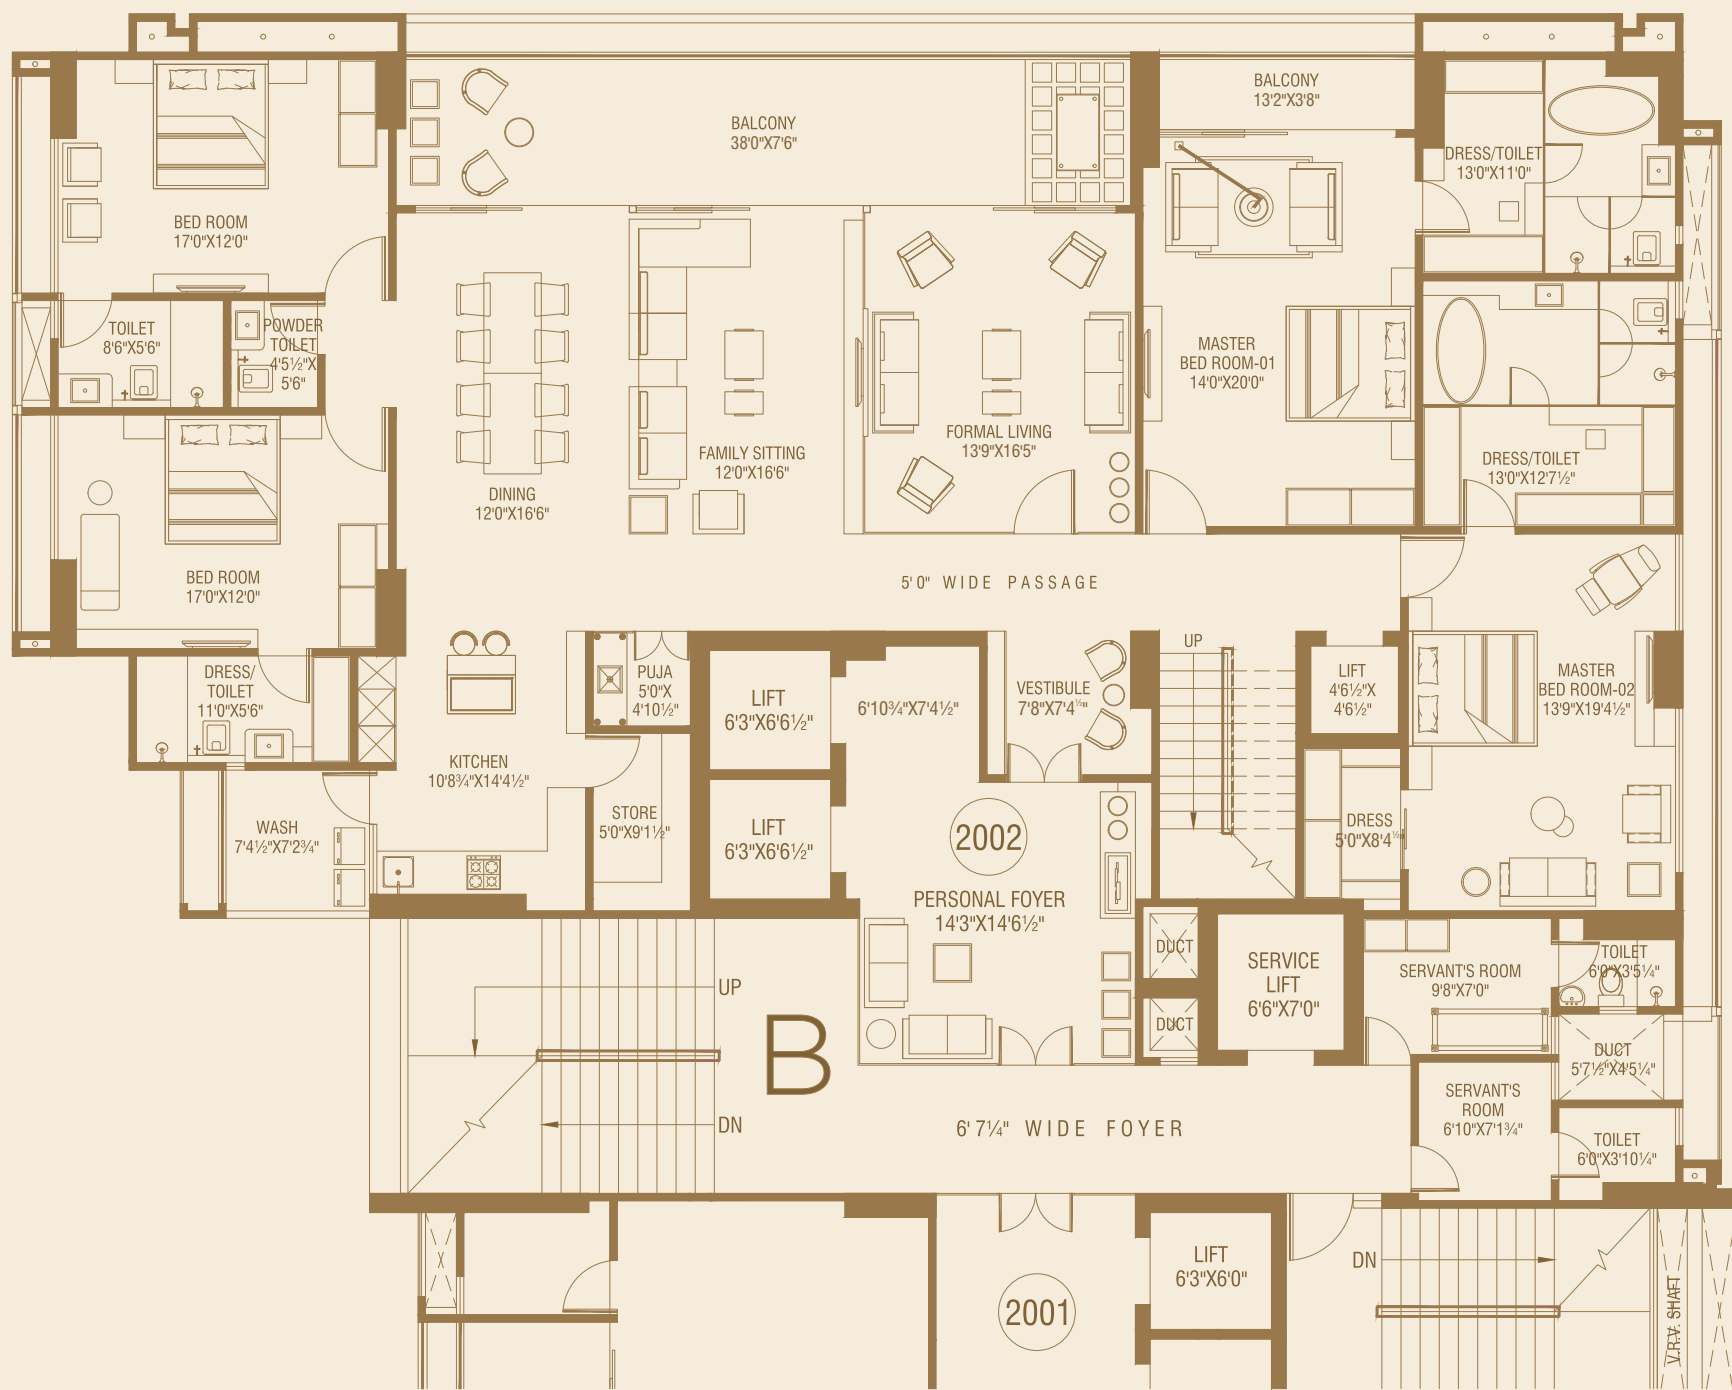 BALCONY
38'0"X7'6"
BALCONY
13'2"X3'8"
DRESS/TOILET
13'0"X11'0"
BED ROOM
17'0"X12'0"
TOILET
8'6"X5'6"
POWDER
TOILET
4'5½"X
5'6"
MASTER
BED ROOM-01
14'0"X20'0"
FORMAL LIVING
13'9"X16'5"
FAMILY SITTING
12'0"X16'6"
DINING
12'0"X16'6"
DRESS/TOILET
13'0"X12'7½"
BED ROOM
17'0"X12'0"
5'0" WIDE PASSAGE
UP
DRESS/
TOILET
11'0"X5'6"
PUJA
5'0"X
4'10½"
LIFT
6'3"X6'6½"
6'10¾"X7'4½"
VESTIBULE
7'8"X7'4½"
LIFT
4'6½"X
4'6½"
MASTER
BED ROOM-02
13'9"X19'4½"
KITCHEN
10'8¾"X14'4½"
WASH
7'4½"X7'2¾"
STORE
5'0"X9'1½"
LIFT
6'3"X6'6½"
2002
PERSONAL FOYER
14'3"X14'6½"
DRESS
5'0"X8'4½"
DUCT
DUCT
SERVICE
LIFT
6'6"X7'0"
SERVANT'S ROOM
9'8"X7'0"
TOILET
6'0"X3'5¼"
UP
B
DN
DUCT
5'7½"X4'5¼"
SERVANT'S
ROOM
6'10"X7'1¾"
6'7¼" WIDE FOYER
TOILET
6'0"X3'10¼"
LIFT
6'3"X6'0"
DN
2001
V.R.V. SHAFT